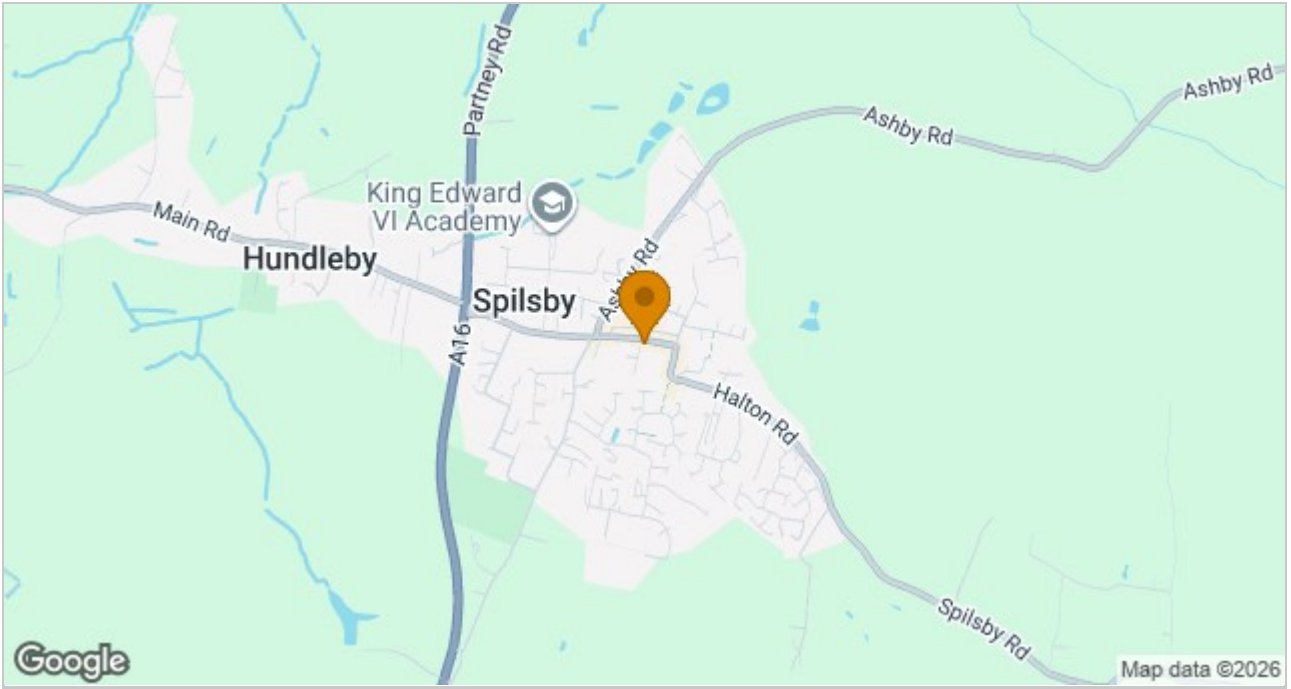 Partney Rd
Ashby Rd
Ashby Rd
King Edward
VI Academy
Main Rd
Hundleby
Ashby Rd
Spilsby
A16
Halton Rd
Spilsby Rd
Google
Map data ©2026